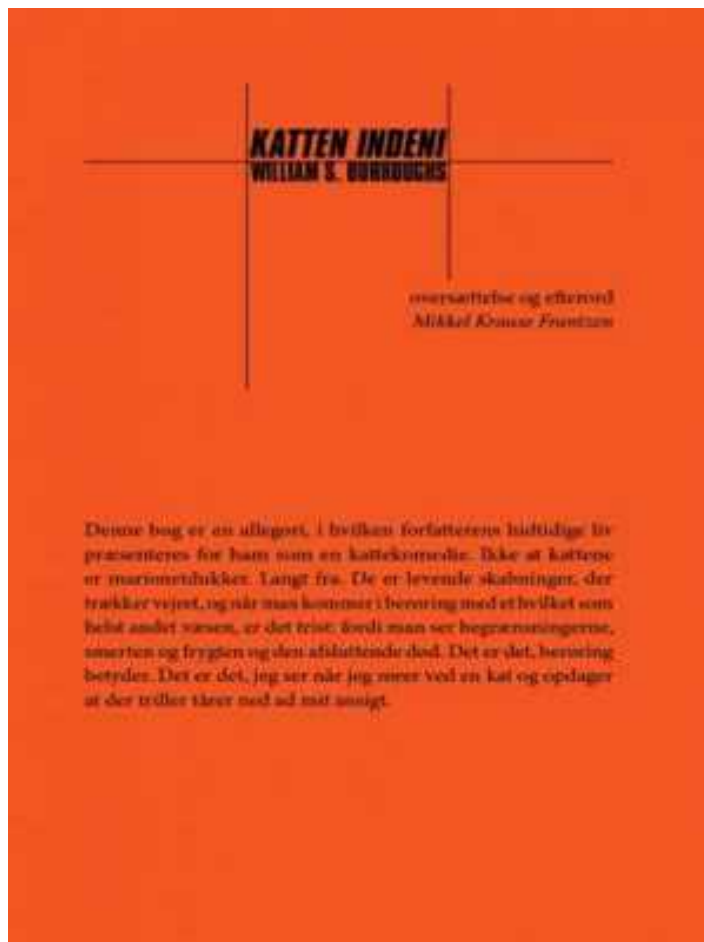 KATTEN INDENI
WILLIAM S. BURROUGHS
oversættelse og efterord
Mikkel Krause Frantzen
Denne bog er en allegori, i hvilken forfatterens hidtidige liv
præsenteres for ham som en kattekomedie. Ikke at kattene
er marionetdukker. Langt fra. De er levende skabninger, der
trækker vejret, og når man kommer i berøring med et hvilket som
helst andet væsen, er det trist: fordi man ser begrænsningerne,
smerten og frygten og den afsluttende død. Det er det, berøring
betyder. Det er det, jeg ser når jeg rører ved en kat og opdager
at der triller tårer ned ad mit ansigt.